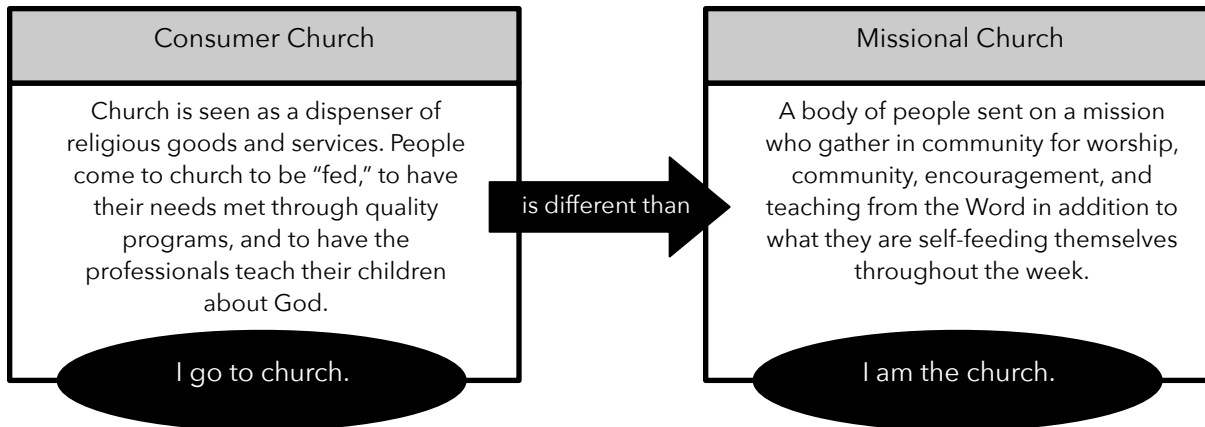 Consumer Church
Church is seen as a dispenser of
religious goods and services. People
come to church to be “fed,” to have
their needs met through quality
programs, and to have the
professionals teach their children
about God.
I go to church.
is different than
Missional Church
A body of people sent on a mission
who gather in community for worship,
community, encouragement, and
teaching from the Word in addition to
what they are self-feeding themselves
throughout the week.
I am the church.